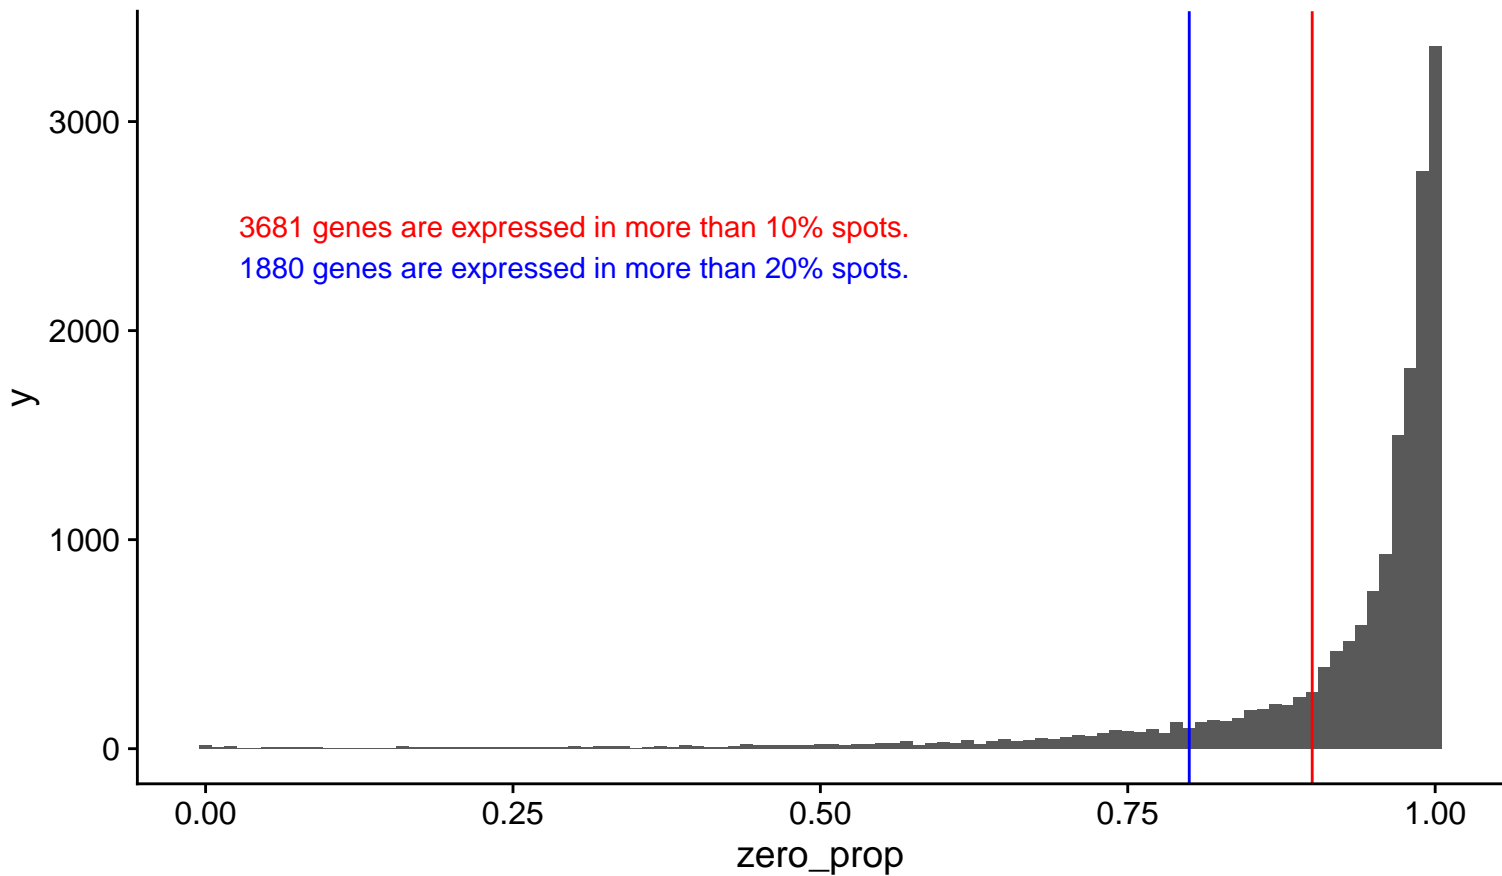 3000
3681 genes are expressed in more than 10% spots.
1880 genes are expressed in more than 20% spots.
2000
y
1000
0
0.00 0.25 0.50 0.75 1.00
zero_prop